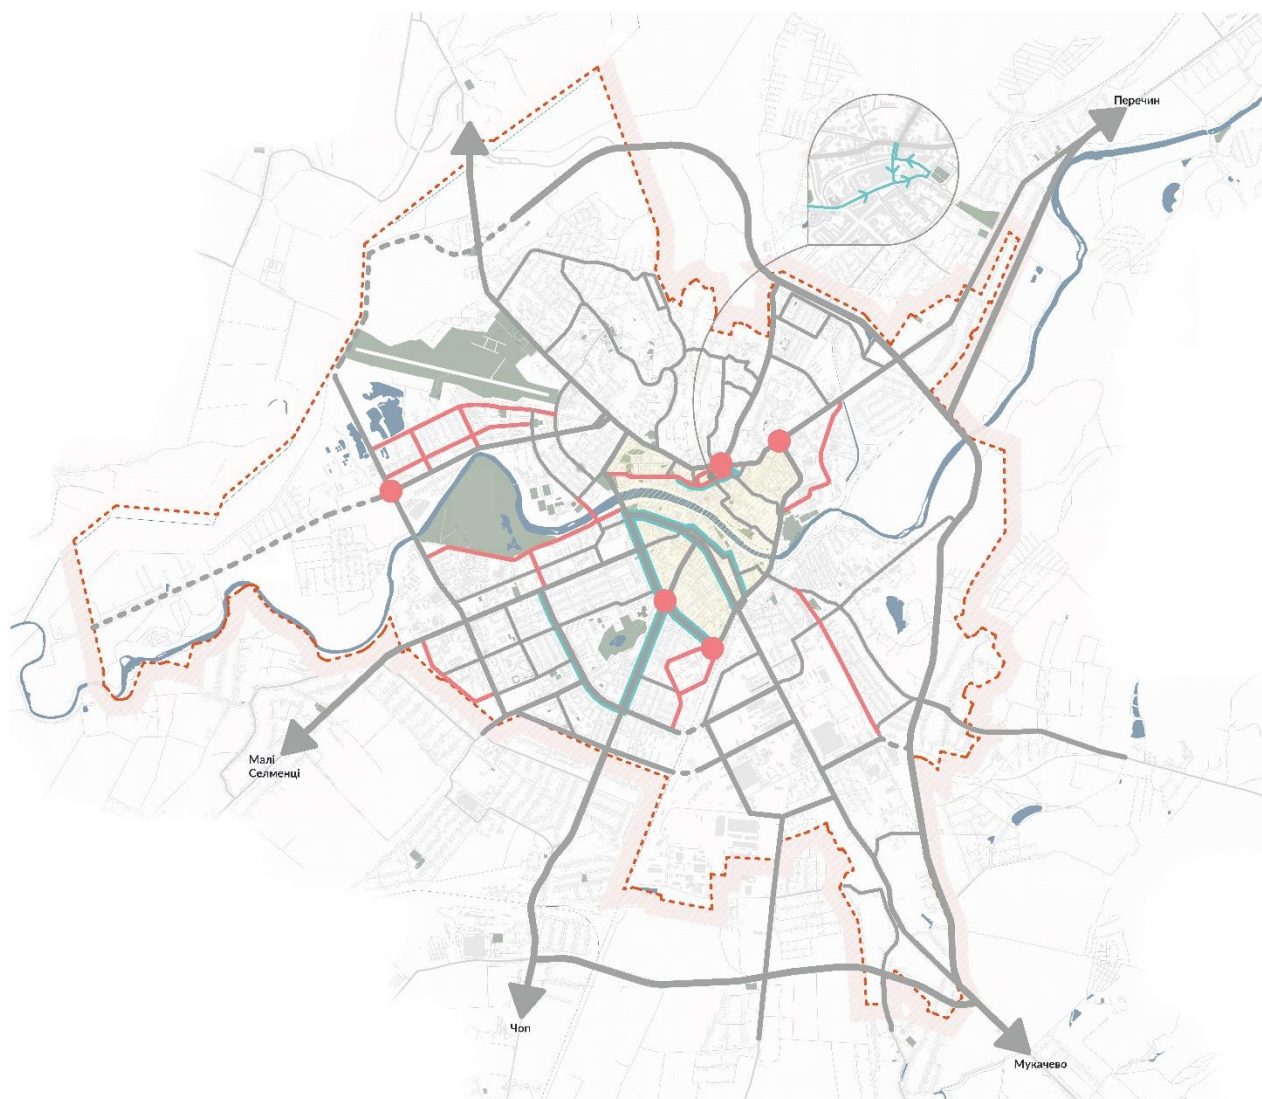 Перечин
Малі
Селменці
Чоп
Мукачево